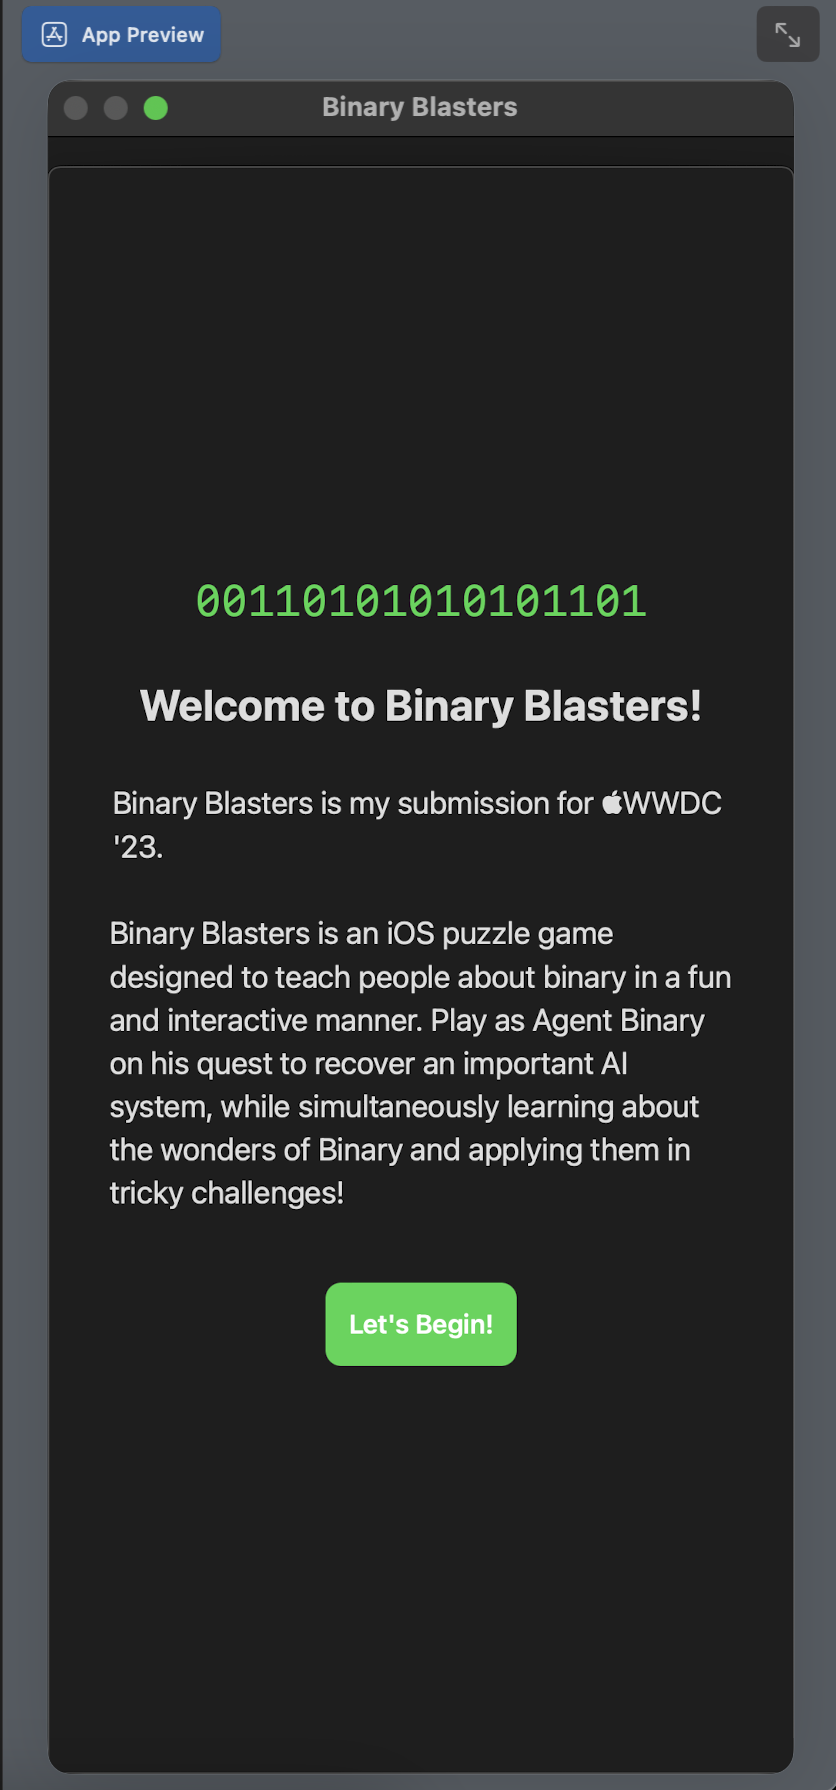 App Preview
Binary Blasters
00110101010101101
Welcome to Binary Blasters!
Binary Blasters is my submission for WWDC
'23.
Binary Blasters is an iOS puzzle game
designed to teach people about binary in a fun
and interactive manner. Play as Agent Binary
on his quest to recover an important AI
system, while simultaneously learning about
the wonders of Binary and applying them in
tricky challenges!
Let's Begin!